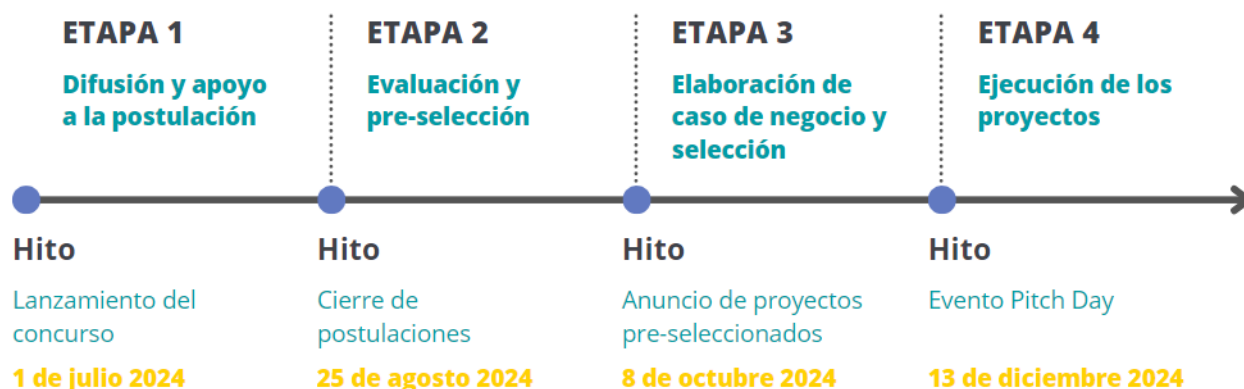 ETAPA 1
Difusión y apoyo
a la postulación
ETAPA 2
Evaluación y
pre-selección
ETAPA 3
Elaboración de
caso de negocio y
selección
ETAPA 4
Ejecución de los
proyectos
Hito
Lanzamiento del
concurso
1 de julio 2024
Hito
Cierre de
postulaciones
25 de agosto 2024
Hito
Anuncio de proyectos
pre-seleccionados
8 de octubre 2024
Hito
Evento Pitch Day
13 de diciembre 2024